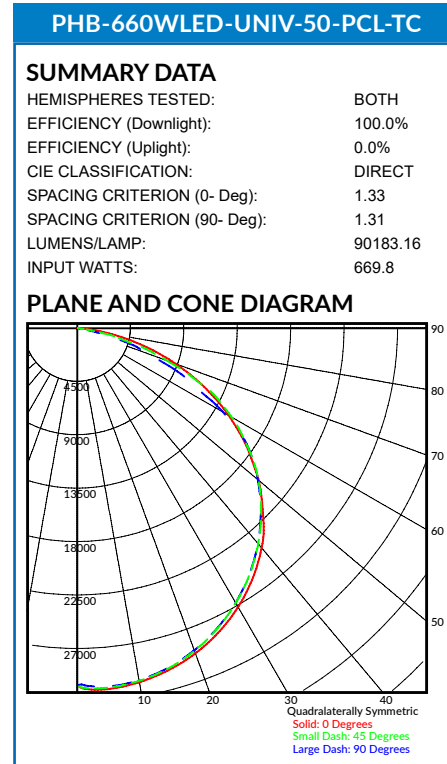 PHB-660WLED-UNIV-50-PCL-TC
SUMMARY DATA
HEMISPHERES TESTED: BOTH
EFFICIENCY (Downlight): 100.0%
EFFICIENCY (Uplight): 0.0%
CIE CLASSIFICATION: DIRECT
SPACING CRITERION (0- Deg): 1.33
SPACING CRITERION (90- Deg): 1.31
LUMENS/LAMP: 90183.16
INPUT WATTS: 669.8
PLANE AND CONE DIAGRAM
90
4500
80
9000
70
13500
60
18000
22500
50
27000
10 20 30 40
Quadralaterally Symmetric
Solid: 0 Degrees
Small Dash: 45 Degrees
Large Dash: 90 Degrees